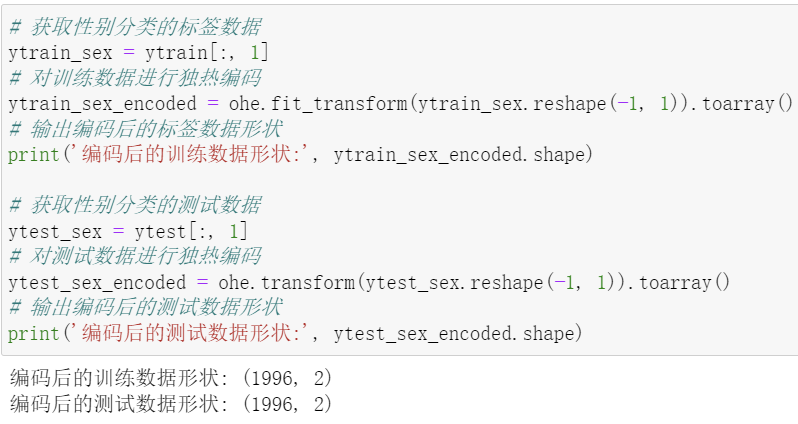 # 获取性别分类的标签数据
ytrain_sex = ytrain[:, 1]
# 对训练数据进行独热编码
ytrain_sex_encoded = ohe.fit_transform(ytrain_sex.reshape(-1, 1)).toarray()
# 输出编码后的标签数据形状
print('编码后的训练数据形状:', ytrain_sex_encoded.shape)
# 获取性别分类的测试数据
ytest_sex = ytest[:, 1]
# 对测试数据进行独热编码
ytest_sex_encoded = ohe.transform(ytest_sex.reshape(-1, 1)).toarray()
# 输出编码后的测试数据形状
print('编码后的测试数据形状:', ytest_sex_encoded.shape)
编码后的训练数据形状: (1996, 2)
编码后的测试数据形状: (1996, 2)